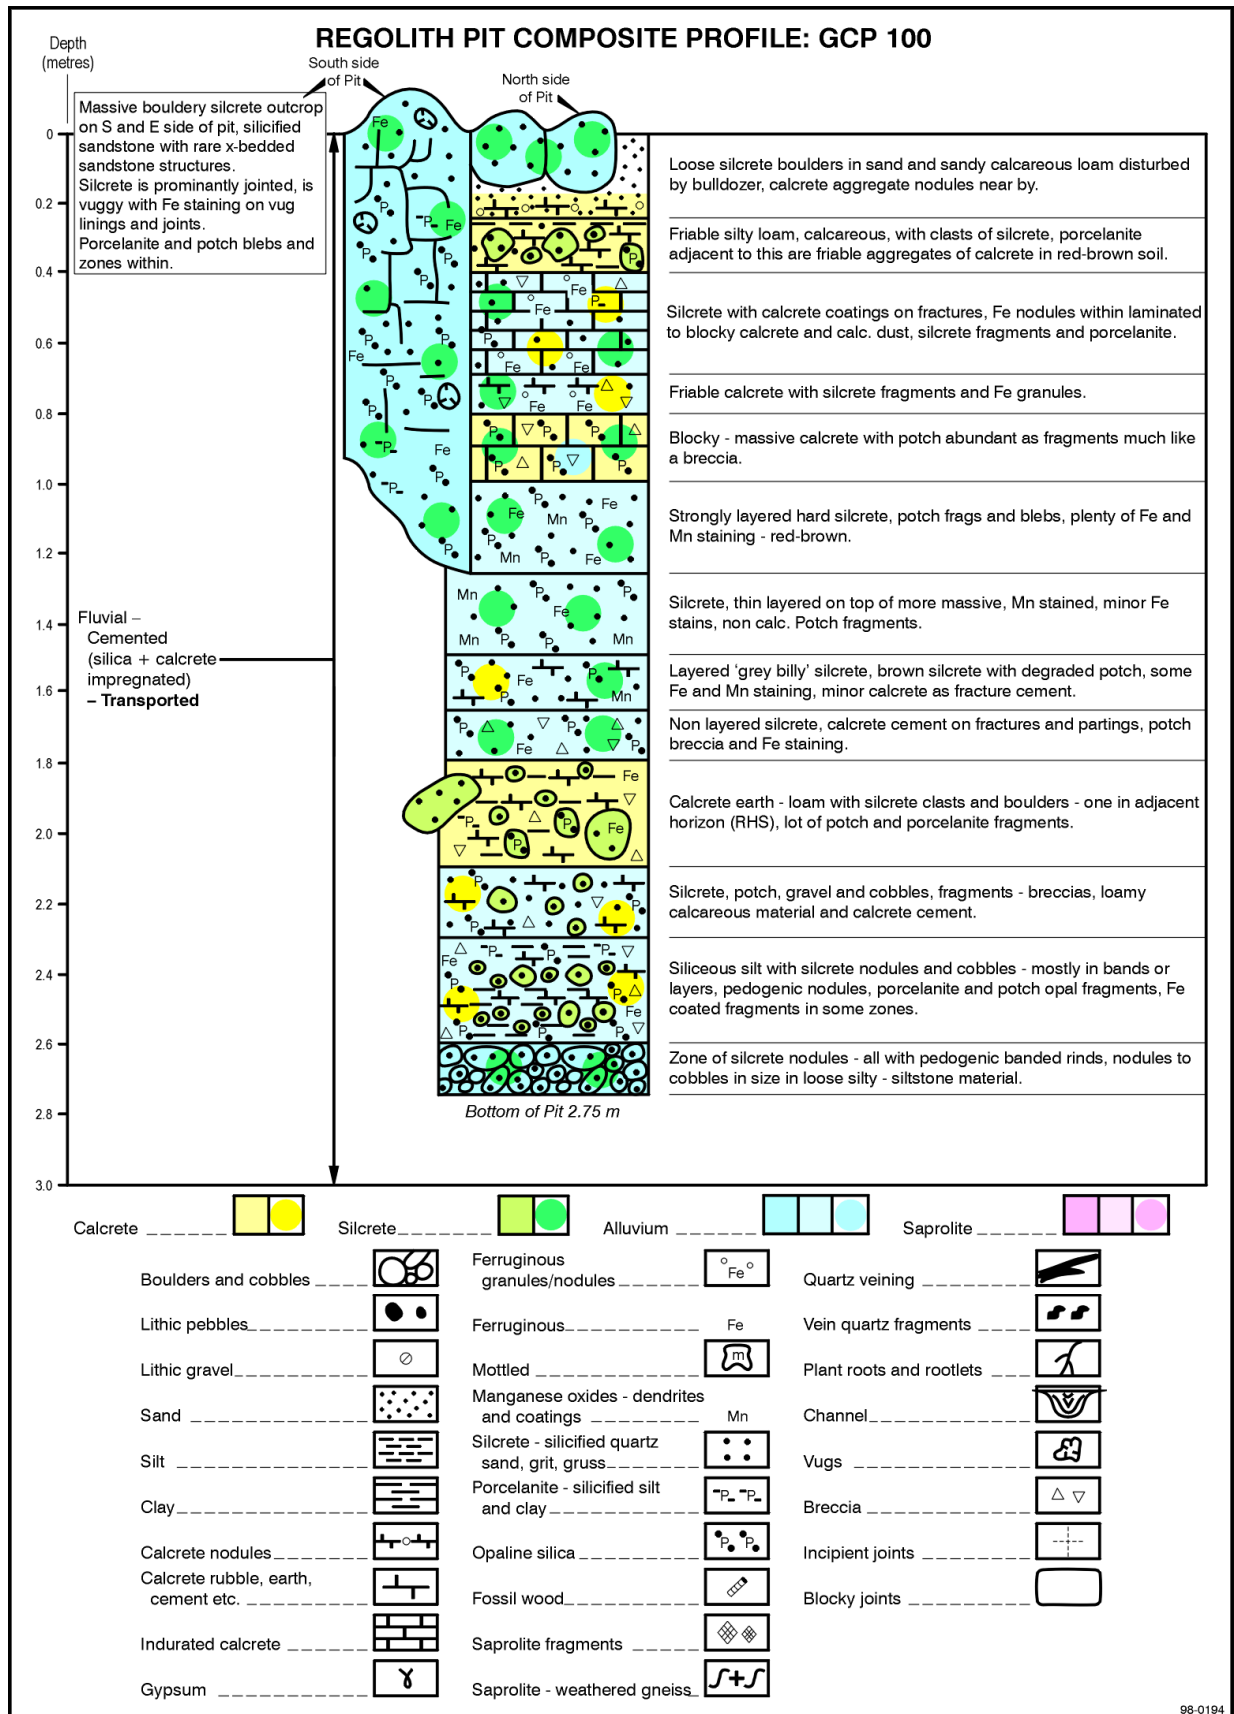 REGOLITH PIT COMPOSITE PROFILE: GCP 100
Depth
(metres)
South side
of Pit
North side
of Pit
Massive bouldery silcrete outcrop
on S and E side of pit, silicified
sandstone with rare x-bedded
sandstone structures.
Silcrete is prominantly jointed, is
vuggy with Fe staining on vug
linings and joints.
Porcelanite and potch blebs and
zones within.
0
0.2
0.4
0.6
0.8
1.0
1.2
1.4
1.6
1.8
2.0
2.2
2.4
2.6
2.8
3.0
Fluvial –
Cemented
(silica + calcrete
impregnated)
– Transported
Loose silcrete boulders in sand and sandy calcareous loam disturbed
by bulldozer, calcrete aggregate nodules near by.
Friable silty loam, calcareous, with clasts of silcrete, porcelanite
adjacent to this are friable aggregates of calcrete in red-brown soil.
Silcrete with calcrete coatings on fractures, Fe nodules within laminated
to blocky calcrete and calc. dust, silcrete fragments and porcelanite.
Friable calcrete with silcrete fragments and Fe granules.
Blocky - massive calcrete with potch abundant as fragments much like
a breccia.
Strongly layered hard silcrete, potch frags and blebs, plenty of Fe and
Mn staining - red-brown.
Silcrete, thin layered on top of more massive, Mn stained, minor Fe
stains, non calc. Potch fragments.
Layered ‘grey billy’ silcrete, brown silcrete with degraded potch, some
Fe and Mn staining, minor calcrete as fracture cement.
Non layered silcrete, calcrete cement on fractures and partings, potch
breccia and Fe staining.
Calcrete earth - loam with silcrete clasts and boulders - one in adjacent
horizon (RHS), lot of potch and porcelanite fragments.
Silcrete, potch, gravel and cobbles, fragments - breccias, loamy
calcareous material and calcrete cement.
Siliceous silt with silcrete nodules and cobbles - mostly in bands or
layers, pedogenic nodules, porcelanite and potch opal fragments, Fe
coated fragments in some zones.
Zone of silcrete nodules - all with pedogenic banded rinds, nodules to
cobbles in size in loose silty - siltstone material.
Bottom of Pit 2.75 m
Calcrete
Silcrete
Alluvium
Saprolite
Boulders and cobbles
Lithic pebbles
Lithic gravel
Sand
Silt
Clay
Calcrete nodules
Calcrete rubble, earth,
cement etc.
Indurated calcrete
Gypsum
Ferruginous
granules/nodules
Fe
Ferruginous
Fe
Mottled
m
Manganese oxides - dendrites
and coatings
Mn
Silcrete - silicified quartz
sand, grit, gruss
Porcelanite - silicified silt
and clay
P P
Opaline silica
P P
Fossil wood
Saprolite fragments
Saprolite - weathered gneiss
Quartz veining
Vein quartz fragments
Plant roots and rootlets
Channel
Vugs
Breccia
Incipient joints
Blocky joints
98-0194